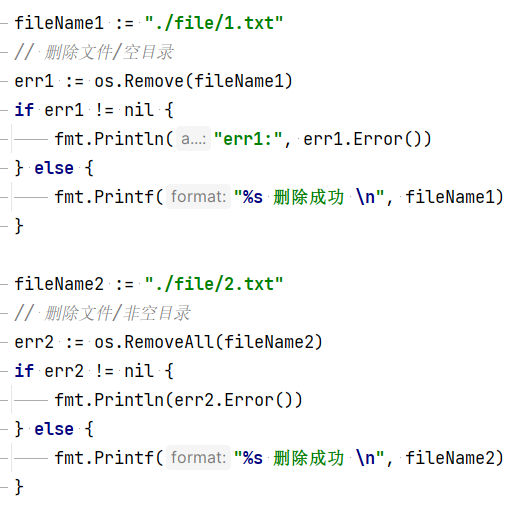 fileName1 := "./file/1.txt"
// 删除文件/空目录
err1 := os.Remove(fileName1)
if err1 != nil {
fmt.Println( a...: "err1:", err1.Error())
} else {
fmt.Printf( format: "%s 删除成功 \n", fileName1)
}
fileName2 := "./file/2.txt"
// 删除文件/非空目录
err2 := os.RemoveAll(fileName2)
if err2 != nil {
fmt.Println(err2.Error())
} else {
fmt.Printf( format: "%s 删除成功 \n", fileName2)
}